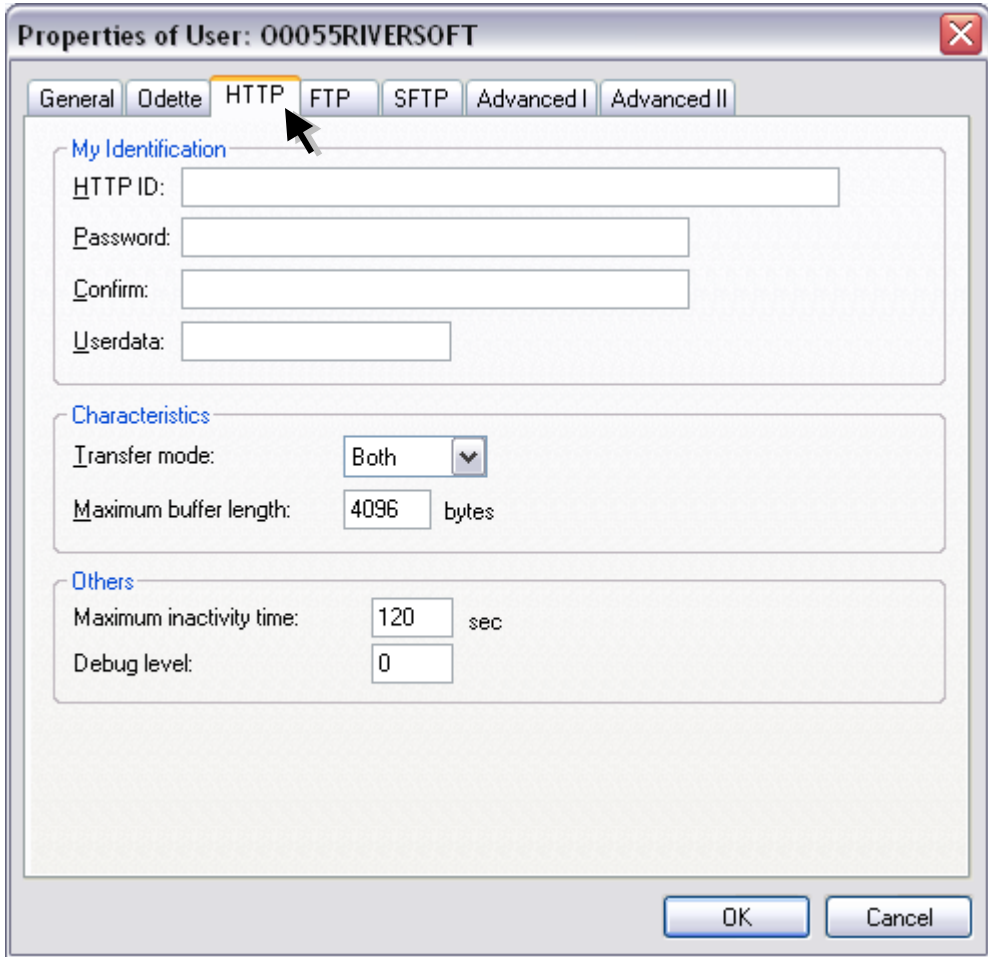 Properties of User: O0055RIVERSOFT
General Odette HTTP FTP SFTP Advanced I Advanced II
My Identification
HTTP ID:
Password:
Confirm:
Userdata:
Characteristics
Transfer mode: Both
Maximum buffer length: 4096 bytes
Others
Maximum inactivity time: 120 sec
Debug level: 0
OK Cancel